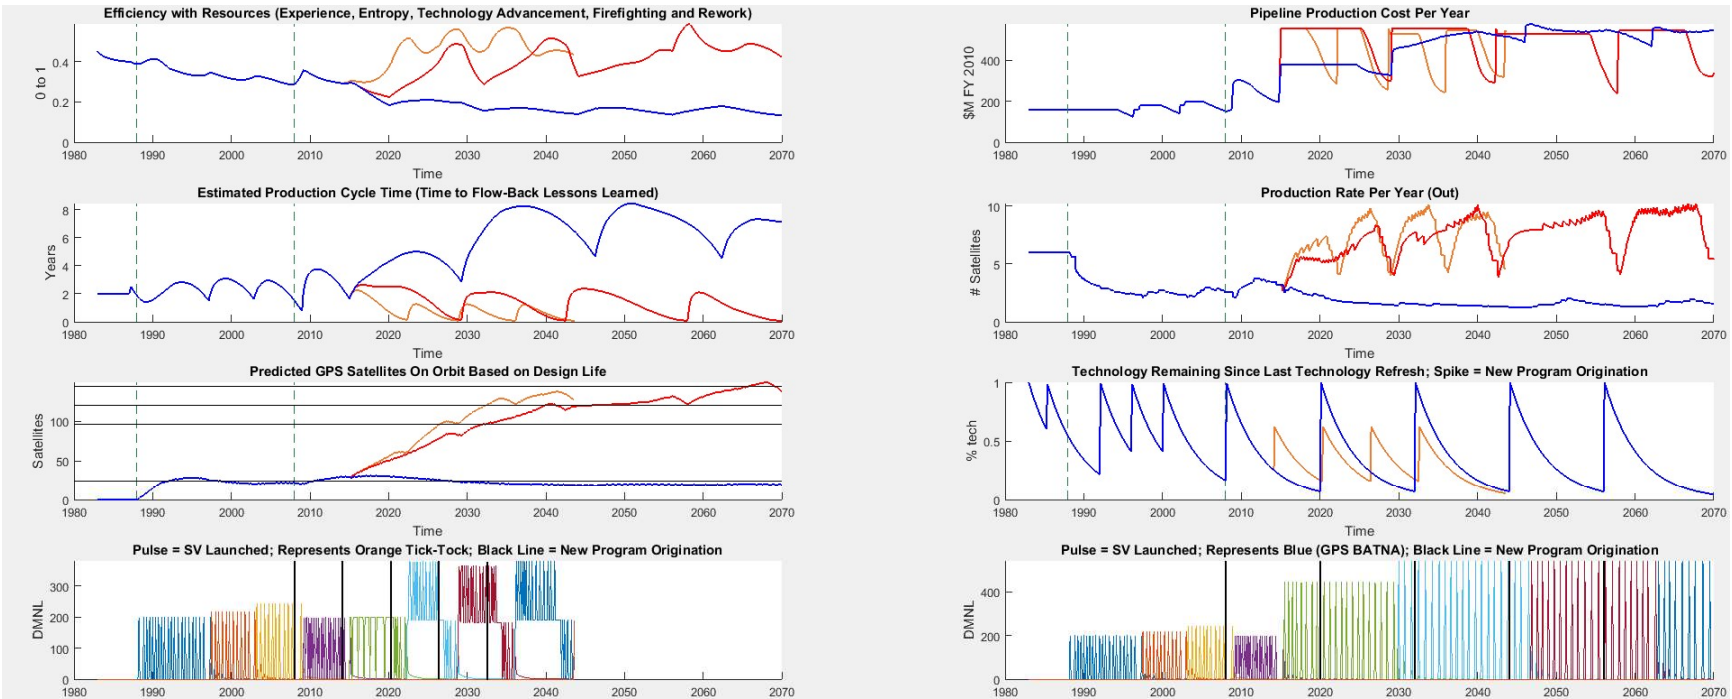 Efficiency with Resources (Experience, Entropy, Technology Advancement, Firefighting and Rework)
0 to 1
0.4
0.2
0
1980 1990 2000 2010 2020 2030 2040 2050 2060 2070
Time
Pipeline Production Cost Per Year
$M FY 2010
400
200
0
1980 1990 2000 2010 2020 2030 2040 2050 2060 2070
Time
Estimated Production Cycle Time (Time to Flow-Back Lessons Learned)
Years
8
6
4
2
0
1980 1990 2000 2010 2020 2030 2040 2050 2060 2070
Time
Production Rate Per Year (Out)
# Satellites
10
5
0
1980 1990 2000 2010 2020 2030 2040 2050 2060 2070
Time
Predicted GPS Satellites On Orbit Based on Design Life
Satellites
100
50
0
1980 1990 2000 2010 2020 2030 2040 2050 2060 2070
Time
Technology Remaining Since Last Technology Refresh; Spike = New Program Origination
% tech
1
0.5
0
1980 1990 2000 2010 2020 2030 2040 2050 2060 2070
Time
Pulse = SV Launched; Represents Orange Tick-Tock; Black Line = New Program Origination
DMNL
300
200
100
0
1980 1990 2000 2010 2020 2030 2040 2050 2060 2070
Pulse = SV Launched; Represents Blue (GPS BATNA); Black Line = New Program Origination
DMNL
400
200
0
1980 1990 2000 2010 2020 2030 2040 2050 2060 2070